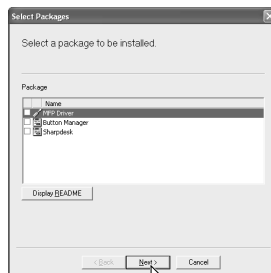 Select Packages
Select a package to be installed.
Package
Name
MFP Driver
Button Manager
Sharpdesk
Display README
< Back
Next >
Cancel